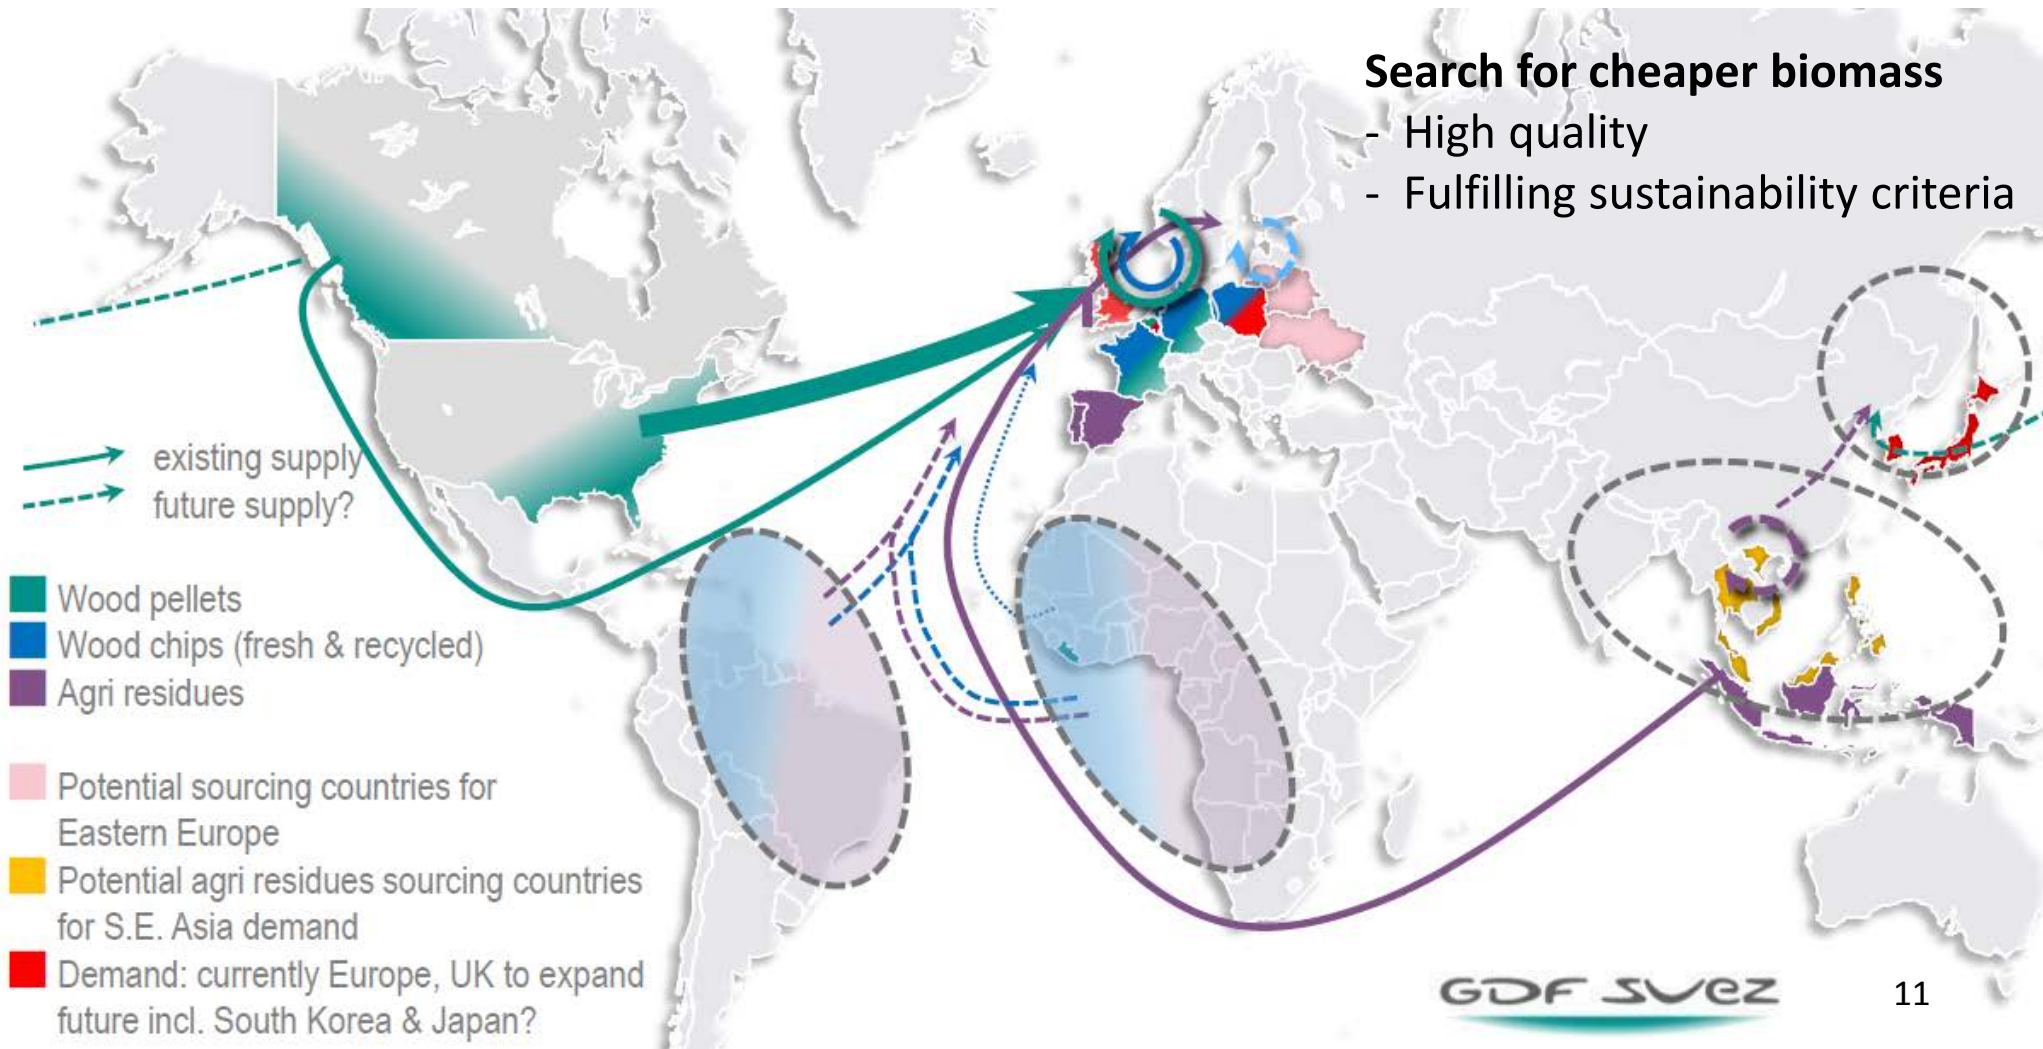 Search for cheaper biomass
- High quality
- Fulfilling sustainability criteria
existing supply
future supply?
Wood pellets
Wood chips (fresh & recycled)
Agri residues
Potential sourcing countries for
Eastern Europe
Potential agri residues sourcing countries
for S.E. Asia demand
Demand: currently Europe, UK to expand
future incl. South Korea & Japan?
GDF SUEZ
11